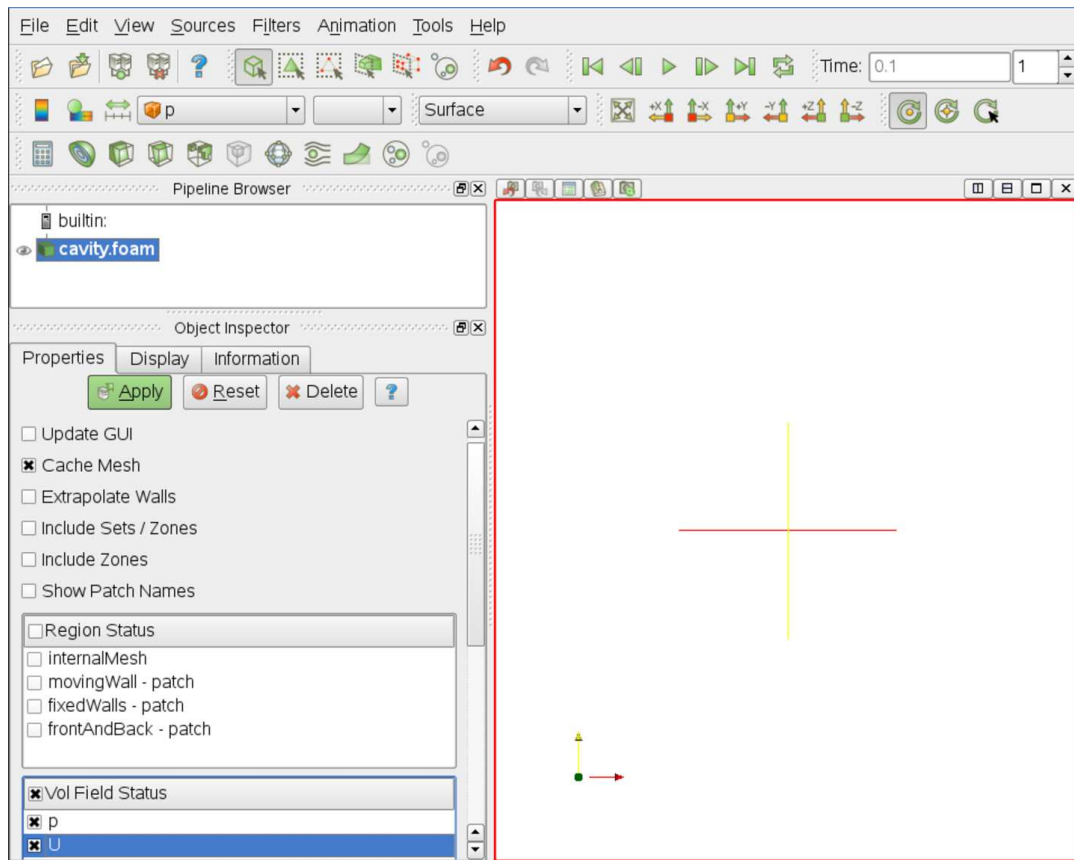 File Edit View Sources Filters Animation Tools Help
? Time: 0.1 1
p Surface +X -X +Y -Y +Z -Z
Pipeline Browser
builtin:
cavity.foam
Object Inspector
Properties Display Information
Apply Reset Delete ?
Update GUI
Cache Mesh
Extrapolate Walls
Include Sets / Zones
Include Zones
Show Patch Names
Region Status
internalMesh
movingWall - patch
fixedWalls - patch
frontAndBack - patch
Vol Field Status
p
U